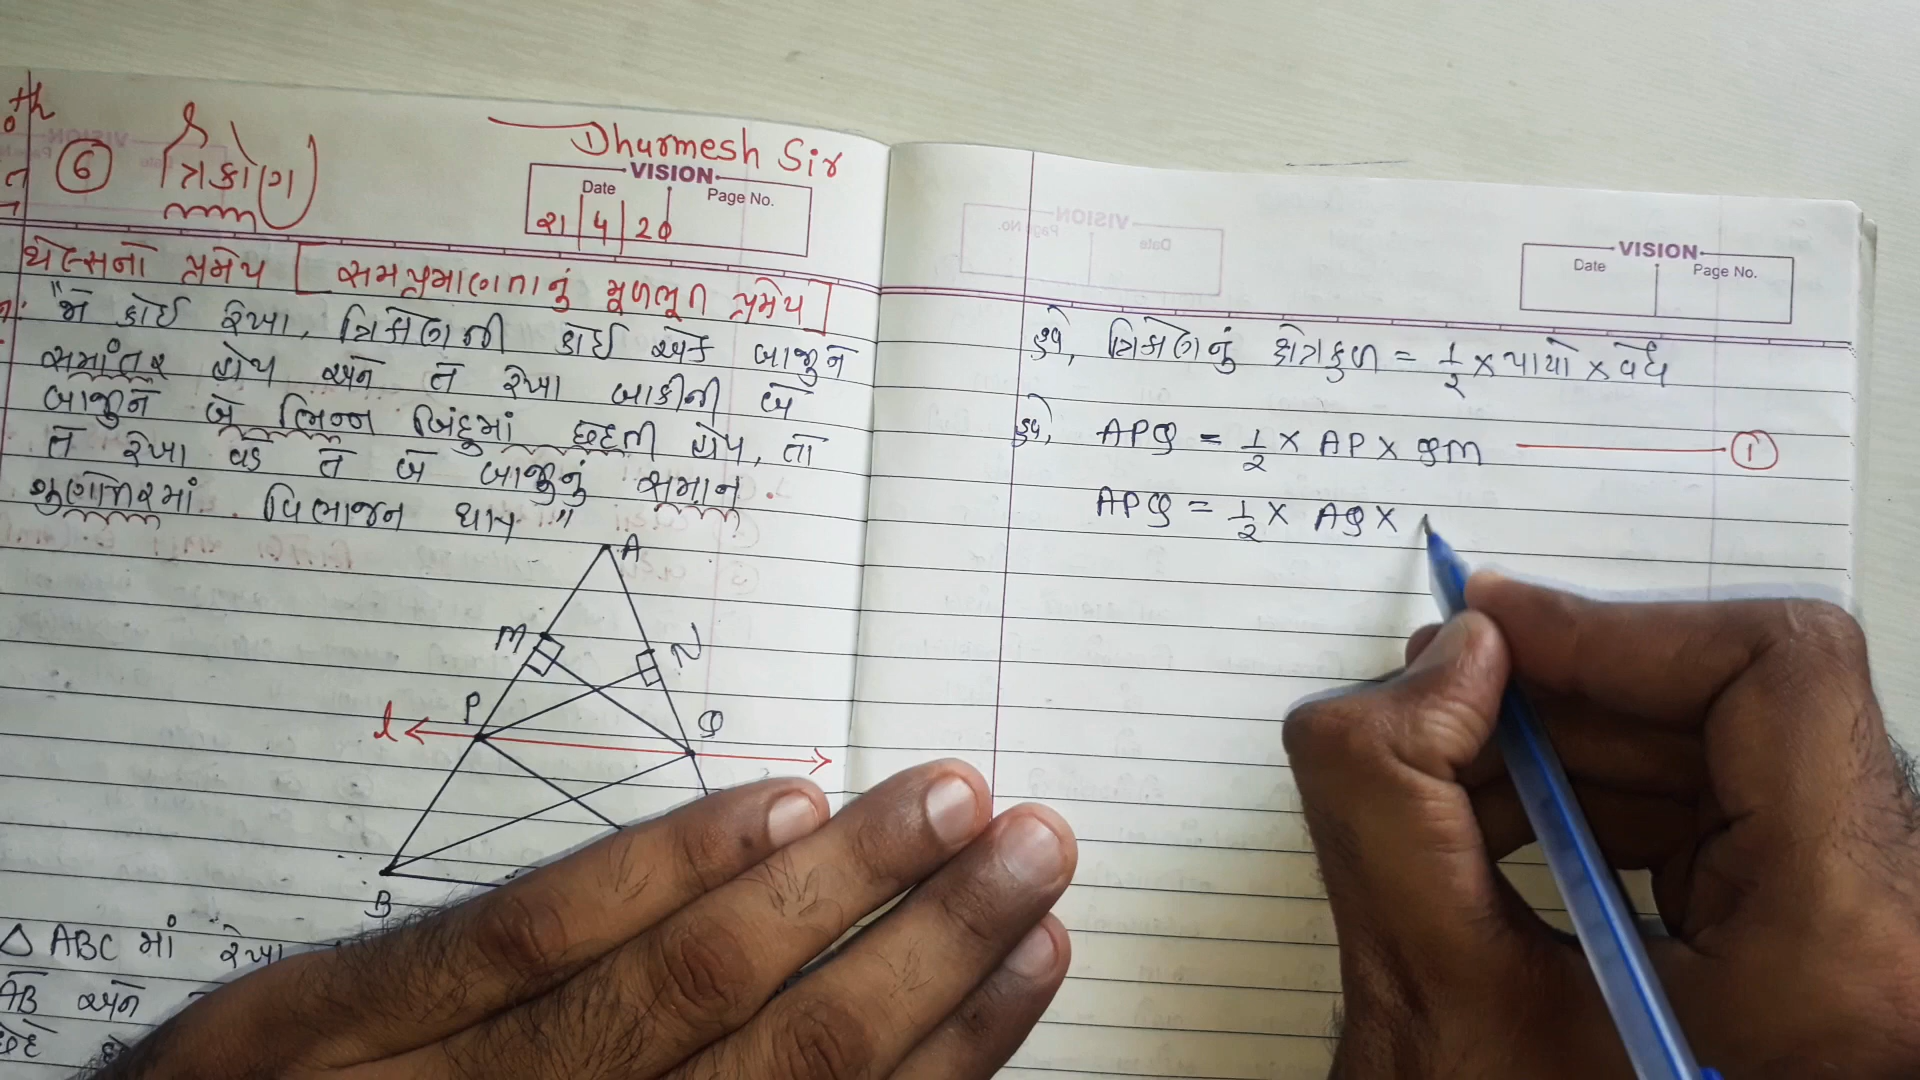 th
⑥ ત્રિકોણ
Dharmesh Sir
VISION
Date Page No.
21 | 4 | 20
થેલ્સનો પ્રમેય [ સમપ્રમાણતાનું મૂળભૂત પ્રમેય ]
"જો કોઈ રેખા, ત્રિકોણની કોઈ એક બાજુને
સમાંતર હોય અને તે રેખા બાકીની બે
બાજુને બે ભિન્ન બિંદુમાં છેદતી હોય, તો
તે રેખા વડે તે બે બાજુનું સમાન
ગુણોત્તરમાં વિભાજન થાય "
A
M
N
P
Q
l
B
△ ABC માં રેખા
AB અને
છેદે
VISION
Date Page No.
હવે, ત્રિકોણનું ક્ષેત્રફળ = 1/2 × પાયો × વેધ
હવે, APQ = 1/2 × AP × QM ①
APQ = 1/2 × AQ ×